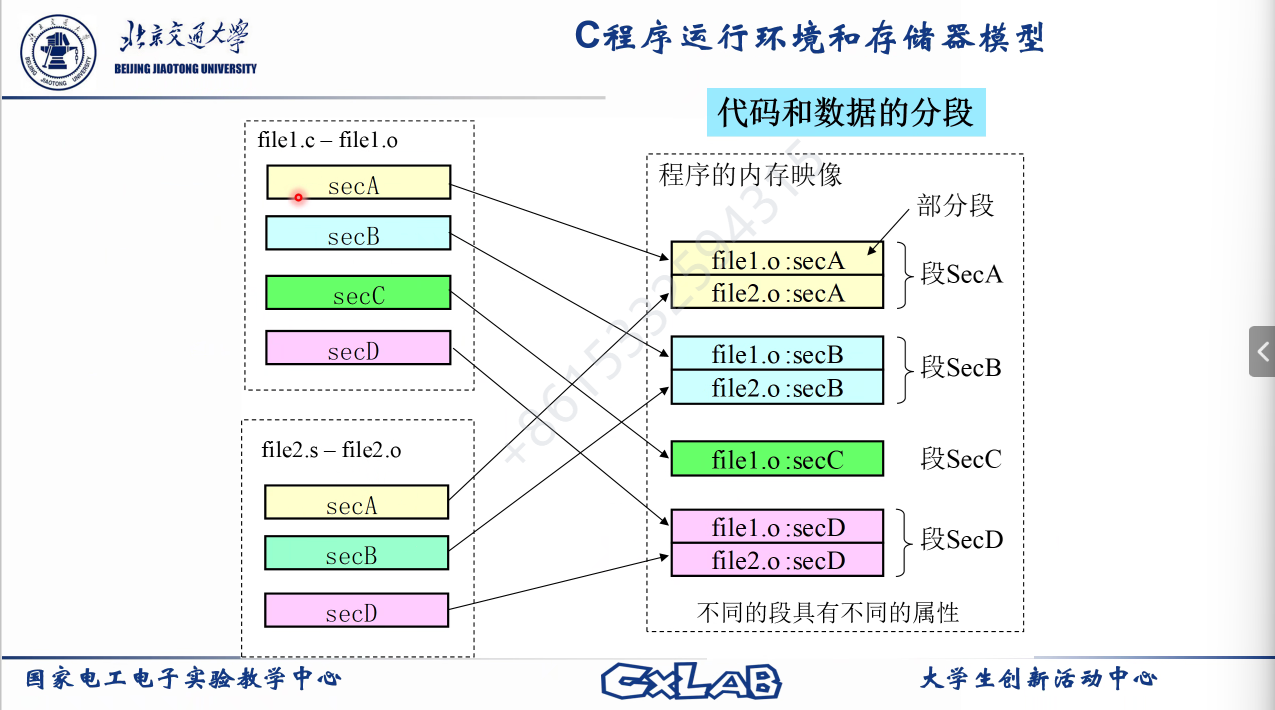 北京交通大学
BEIJING JIAOTONG UNIVERSITY
C程序运行环境和存储器模型
代码和数据的分段
file1.c – file1.o
secA
secB
secC
secD
file2.s – file2.o
secA
secB
secD
程序的内存映像
部分段
file1.o :secA
file2.o :secA
段SecA
file1.o :secB
file2.o :secB
段SecB
file1.o :secC
段SecC
file1.o :secD
file2.o :secD
段SecD
不同的段具有不同的属性
+8615332594315
国家电工电子实验教学中心
CXLAB
大学生创新活动中心